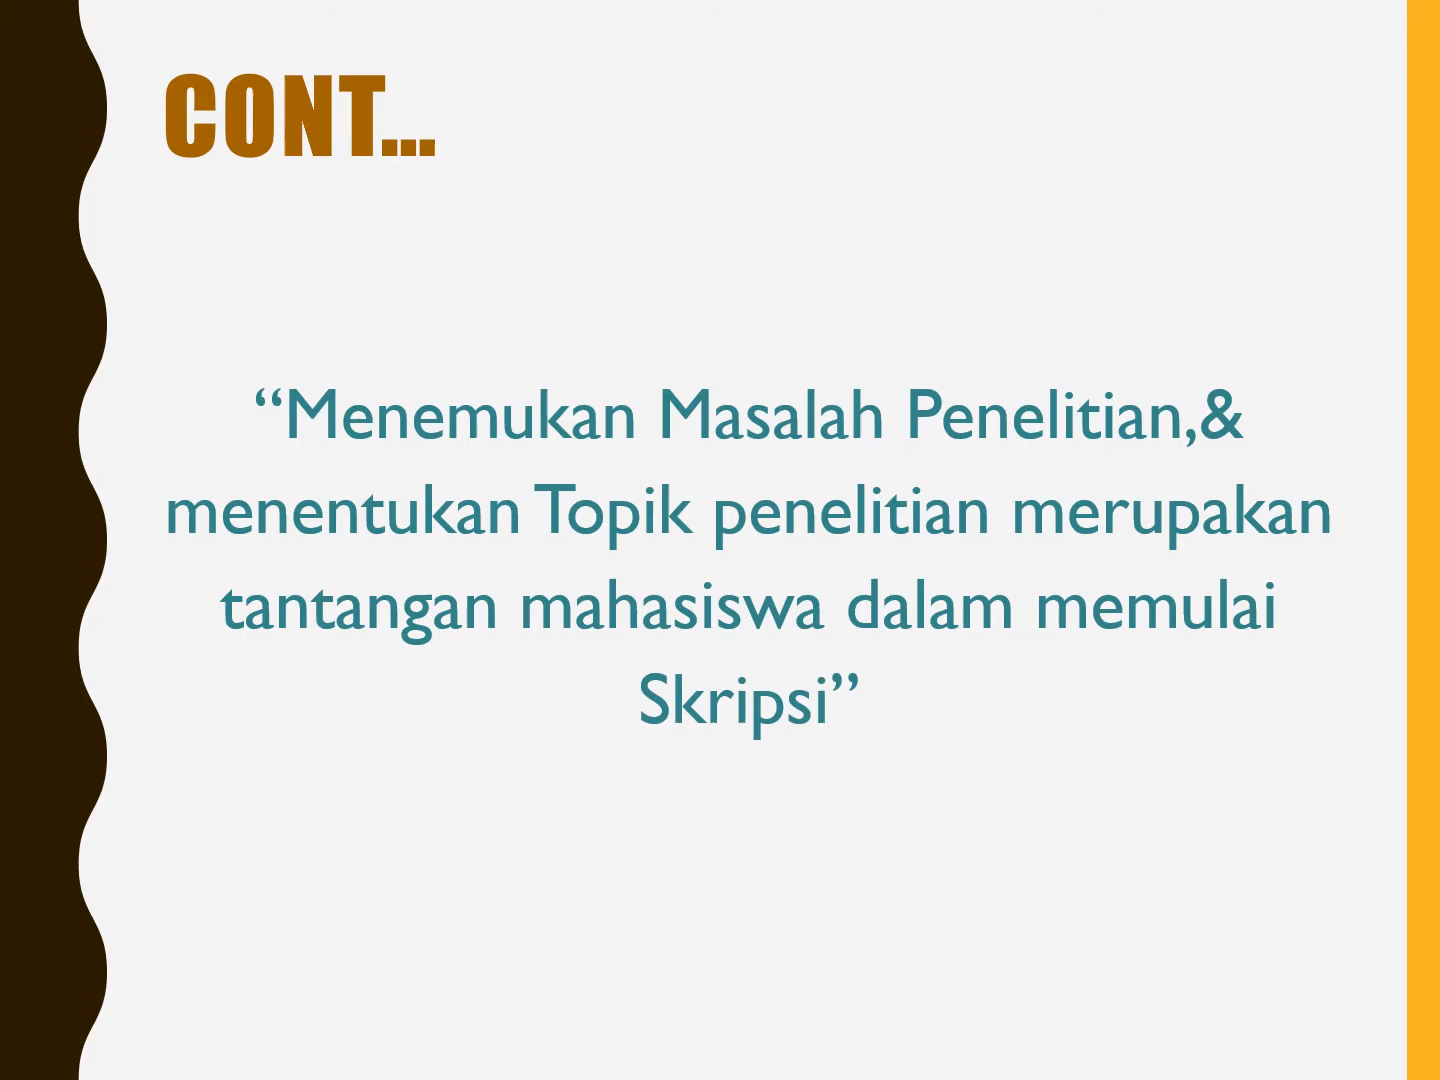 CONT...
“Menemukan Masalah Penelitian,&
menentukan Topik penelitian merupakan
tantangan mahasiswa dalam memulai
Skripsi”